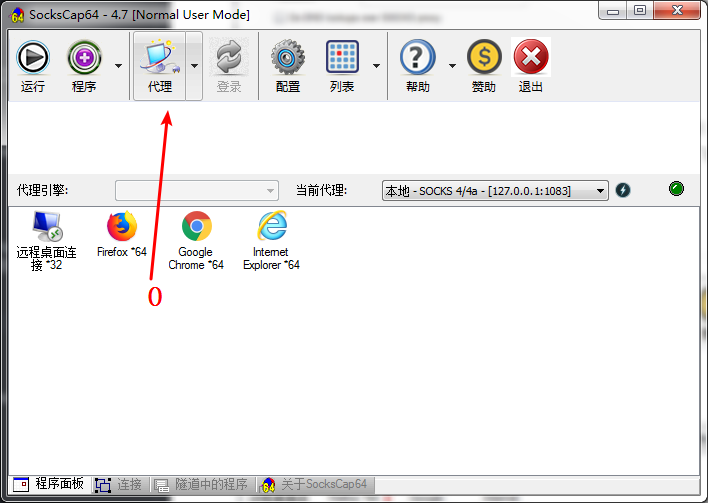 SocksCap64 - 4.7 [Normal User Mode]
运行 程序 代理 登录 配置 列表 帮助 赞助 退出
代理引擎: 当前代理: 本地 - SOCKS 4/4a - [127.0.0.1:1083]
远程桌面连
接 *32
Firefox *64
Google
Chrome *64
Internet
Explorer *64
0
程序面板 连接 隧道中的程序 关于SocksCap64